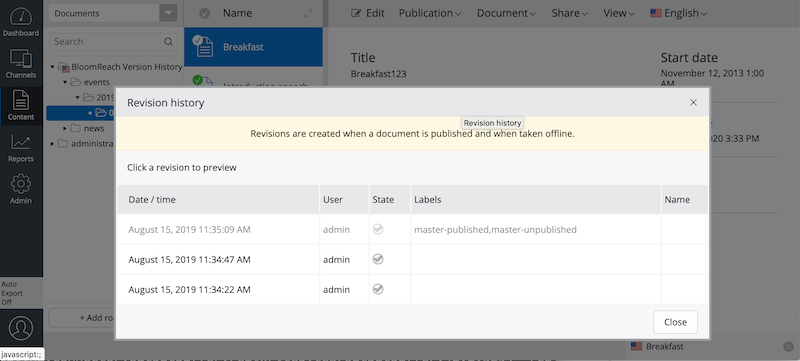 Dashboard
Channels
Content
Reports
Admin
Auto
Export
Off
javascript:;
Documents
Search
BloomReach Version History
events
2019
0
news
administra
+ Add ro
Name
Breakfast
Edit Publication Document Share View English
Title
Breakfast123
Start date
November 12, 2013 1:00
AM
020 3:33 PM
Revision history
Revision history
Revisions are created when a document is published and when taken offline.
Click a revision to preview
Date / time User State Labels Name
August 15, 2019 11:35:09 AM admin master-published,master-unpublished
August 15, 2019 11:34:47 AM admin
August 15, 2019 11:34:22 AM admin
Close
Breakfast